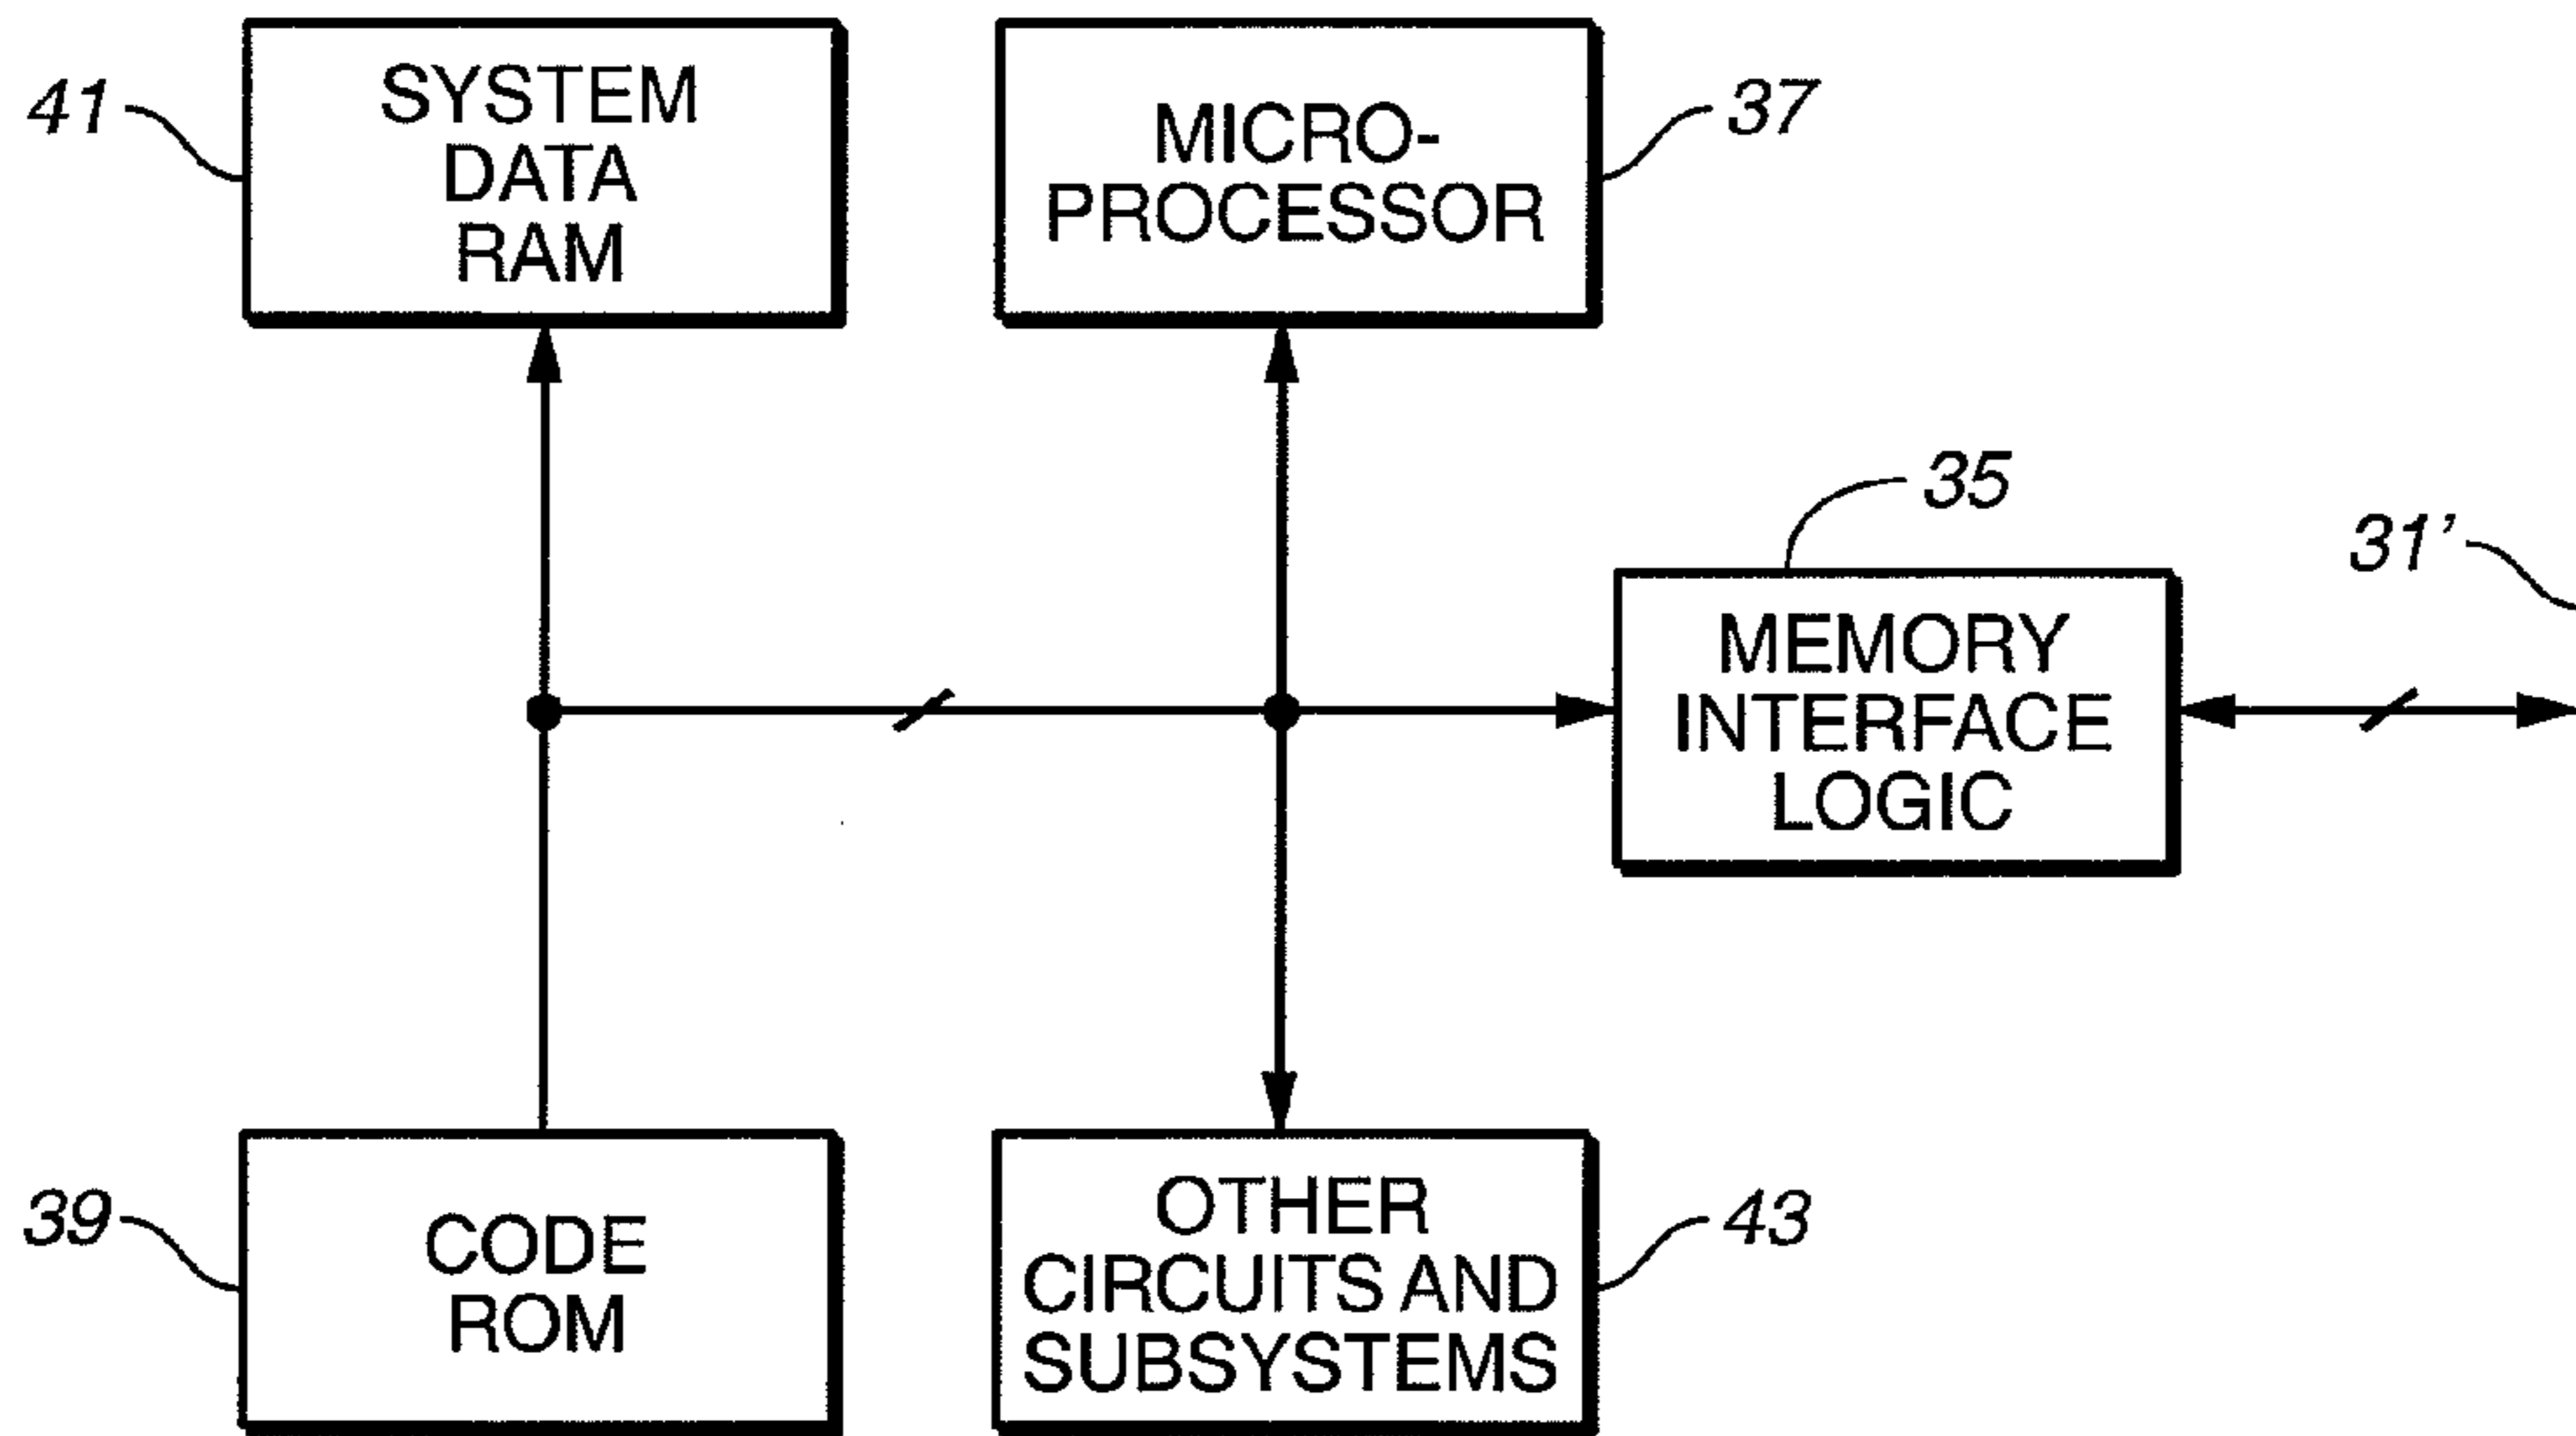 41
SYSTEM
DATA
RAM
MICRO-
PROCESSOR
37
35
31'
MEMORY
INTERFACE
LOGIC
39
CODE
ROM
OTHER
CIRCUITS AND
SUBSYSTEMS
43